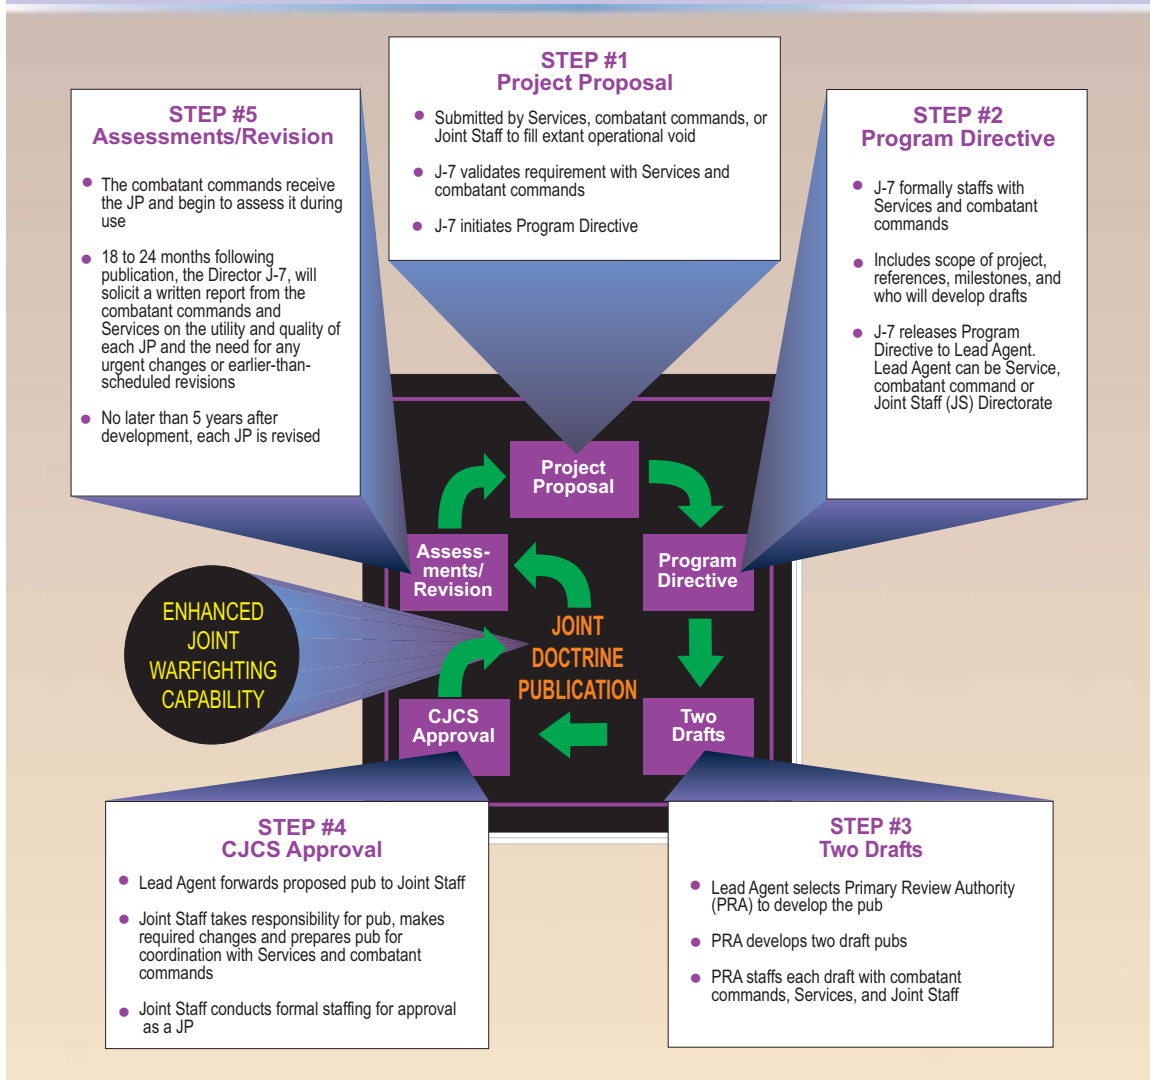 STEP #1
Project Proposal
• Submitted by Services, combatant commands, or
Joint Staff to fill extant operational void
• J-7 validates requirement with Services and
combatant commands
• J-7 initiates Program Directive
STEP #2
Program Directive
• J-7 formally staffs with
Services and combatant
commands
• Includes scope of project,
references, milestones, and
who will develop drafts
• J-7 releases Program
Directive to Lead Agent.
Lead Agent can be Service,
combatant command or
Joint Staff (JS) Directorate
STEP #5
Assessments/Revision
• The combatant commands receive
the JP and begin to assess it during
use
• 18 to 24 months following
publication, the Director J-7, will
solicit a written report from the
combatant commands and
Services on the utility and quality of
each JP and the need for any
urgent changes or earlier-than-
scheduled revisions
• No later than 5 years after
development, each JP is revised
Project
Proposal
Assess-
ments/
Revision
Program
Directive
ENHANCED
JOINT
WARFIGHTING
CAPABILITY
JOINT
DOCTRINE
PUBLICATION
CJCS
Approval
Two
Drafts
STEP #4
CJCS Approval
• Lead Agent forwards proposed pub to Joint Staff
• Joint Staff takes responsibility for pub, makes
required changes and prepares pub for
coordination with Services and combatant
commands
• Joint Staff conducts formal staffing for approval
as a JP
STEP #3
Two Drafts
• Lead Agent selects Primary Review Authority
(PRA) to develop the pub
• PRA develops two draft pubs
• PRA staffs each draft with combatant
commands, Services, and Joint Staff